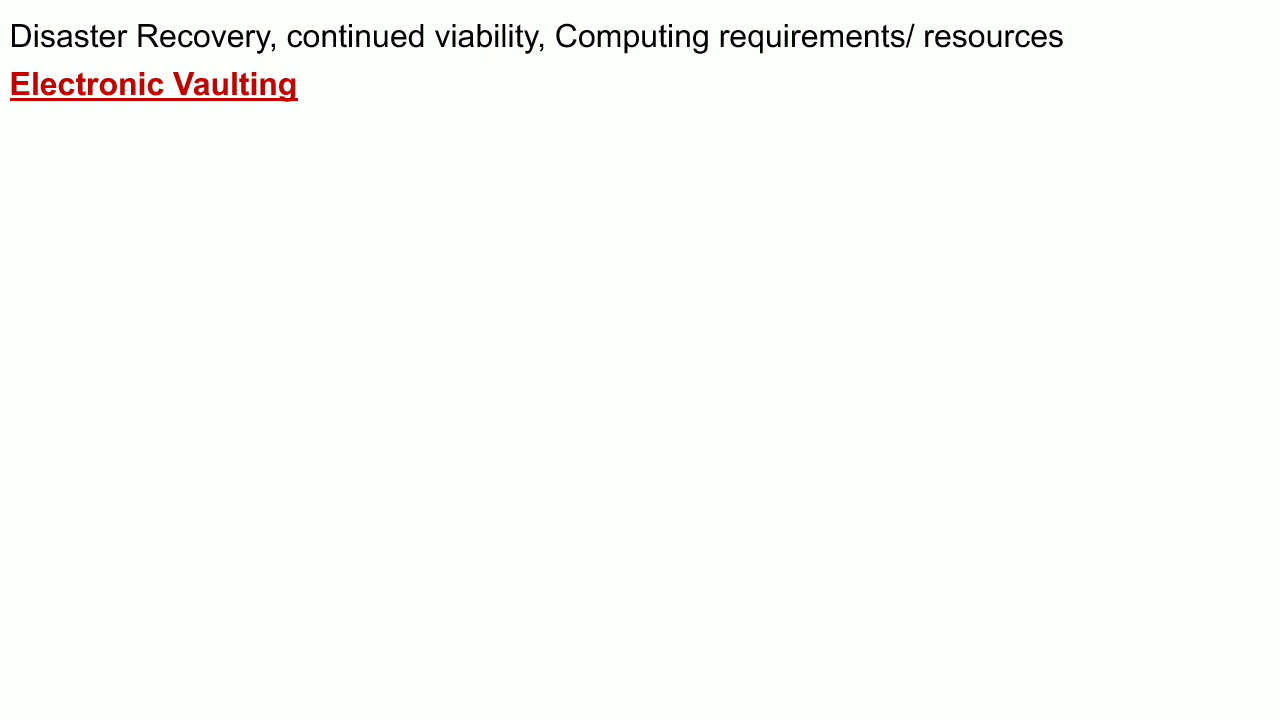 Disaster Recovery, continued viability, Computing requirements/ resources
Electronic Vaulting